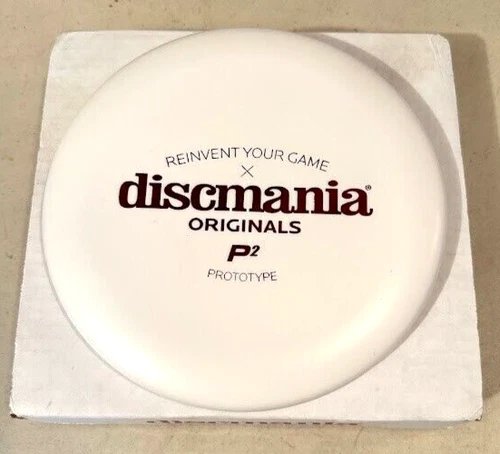 REINVENT YOUR GAME
X
discmania®
ORIGINALS
P²
PROTOTYPE